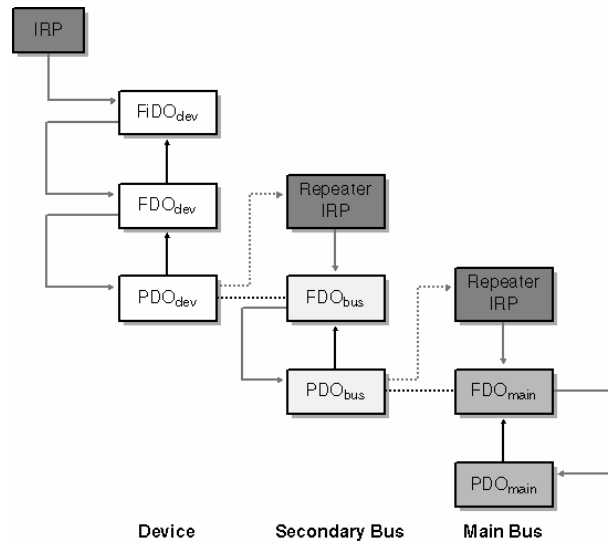 IRP
FiDOdev
FDOdev
Repeater
IRP
PDOdev
FDObus
Repeater
IRP
PDObus
FDOmain
PDOmain
Device Secondary Bus Main Bus